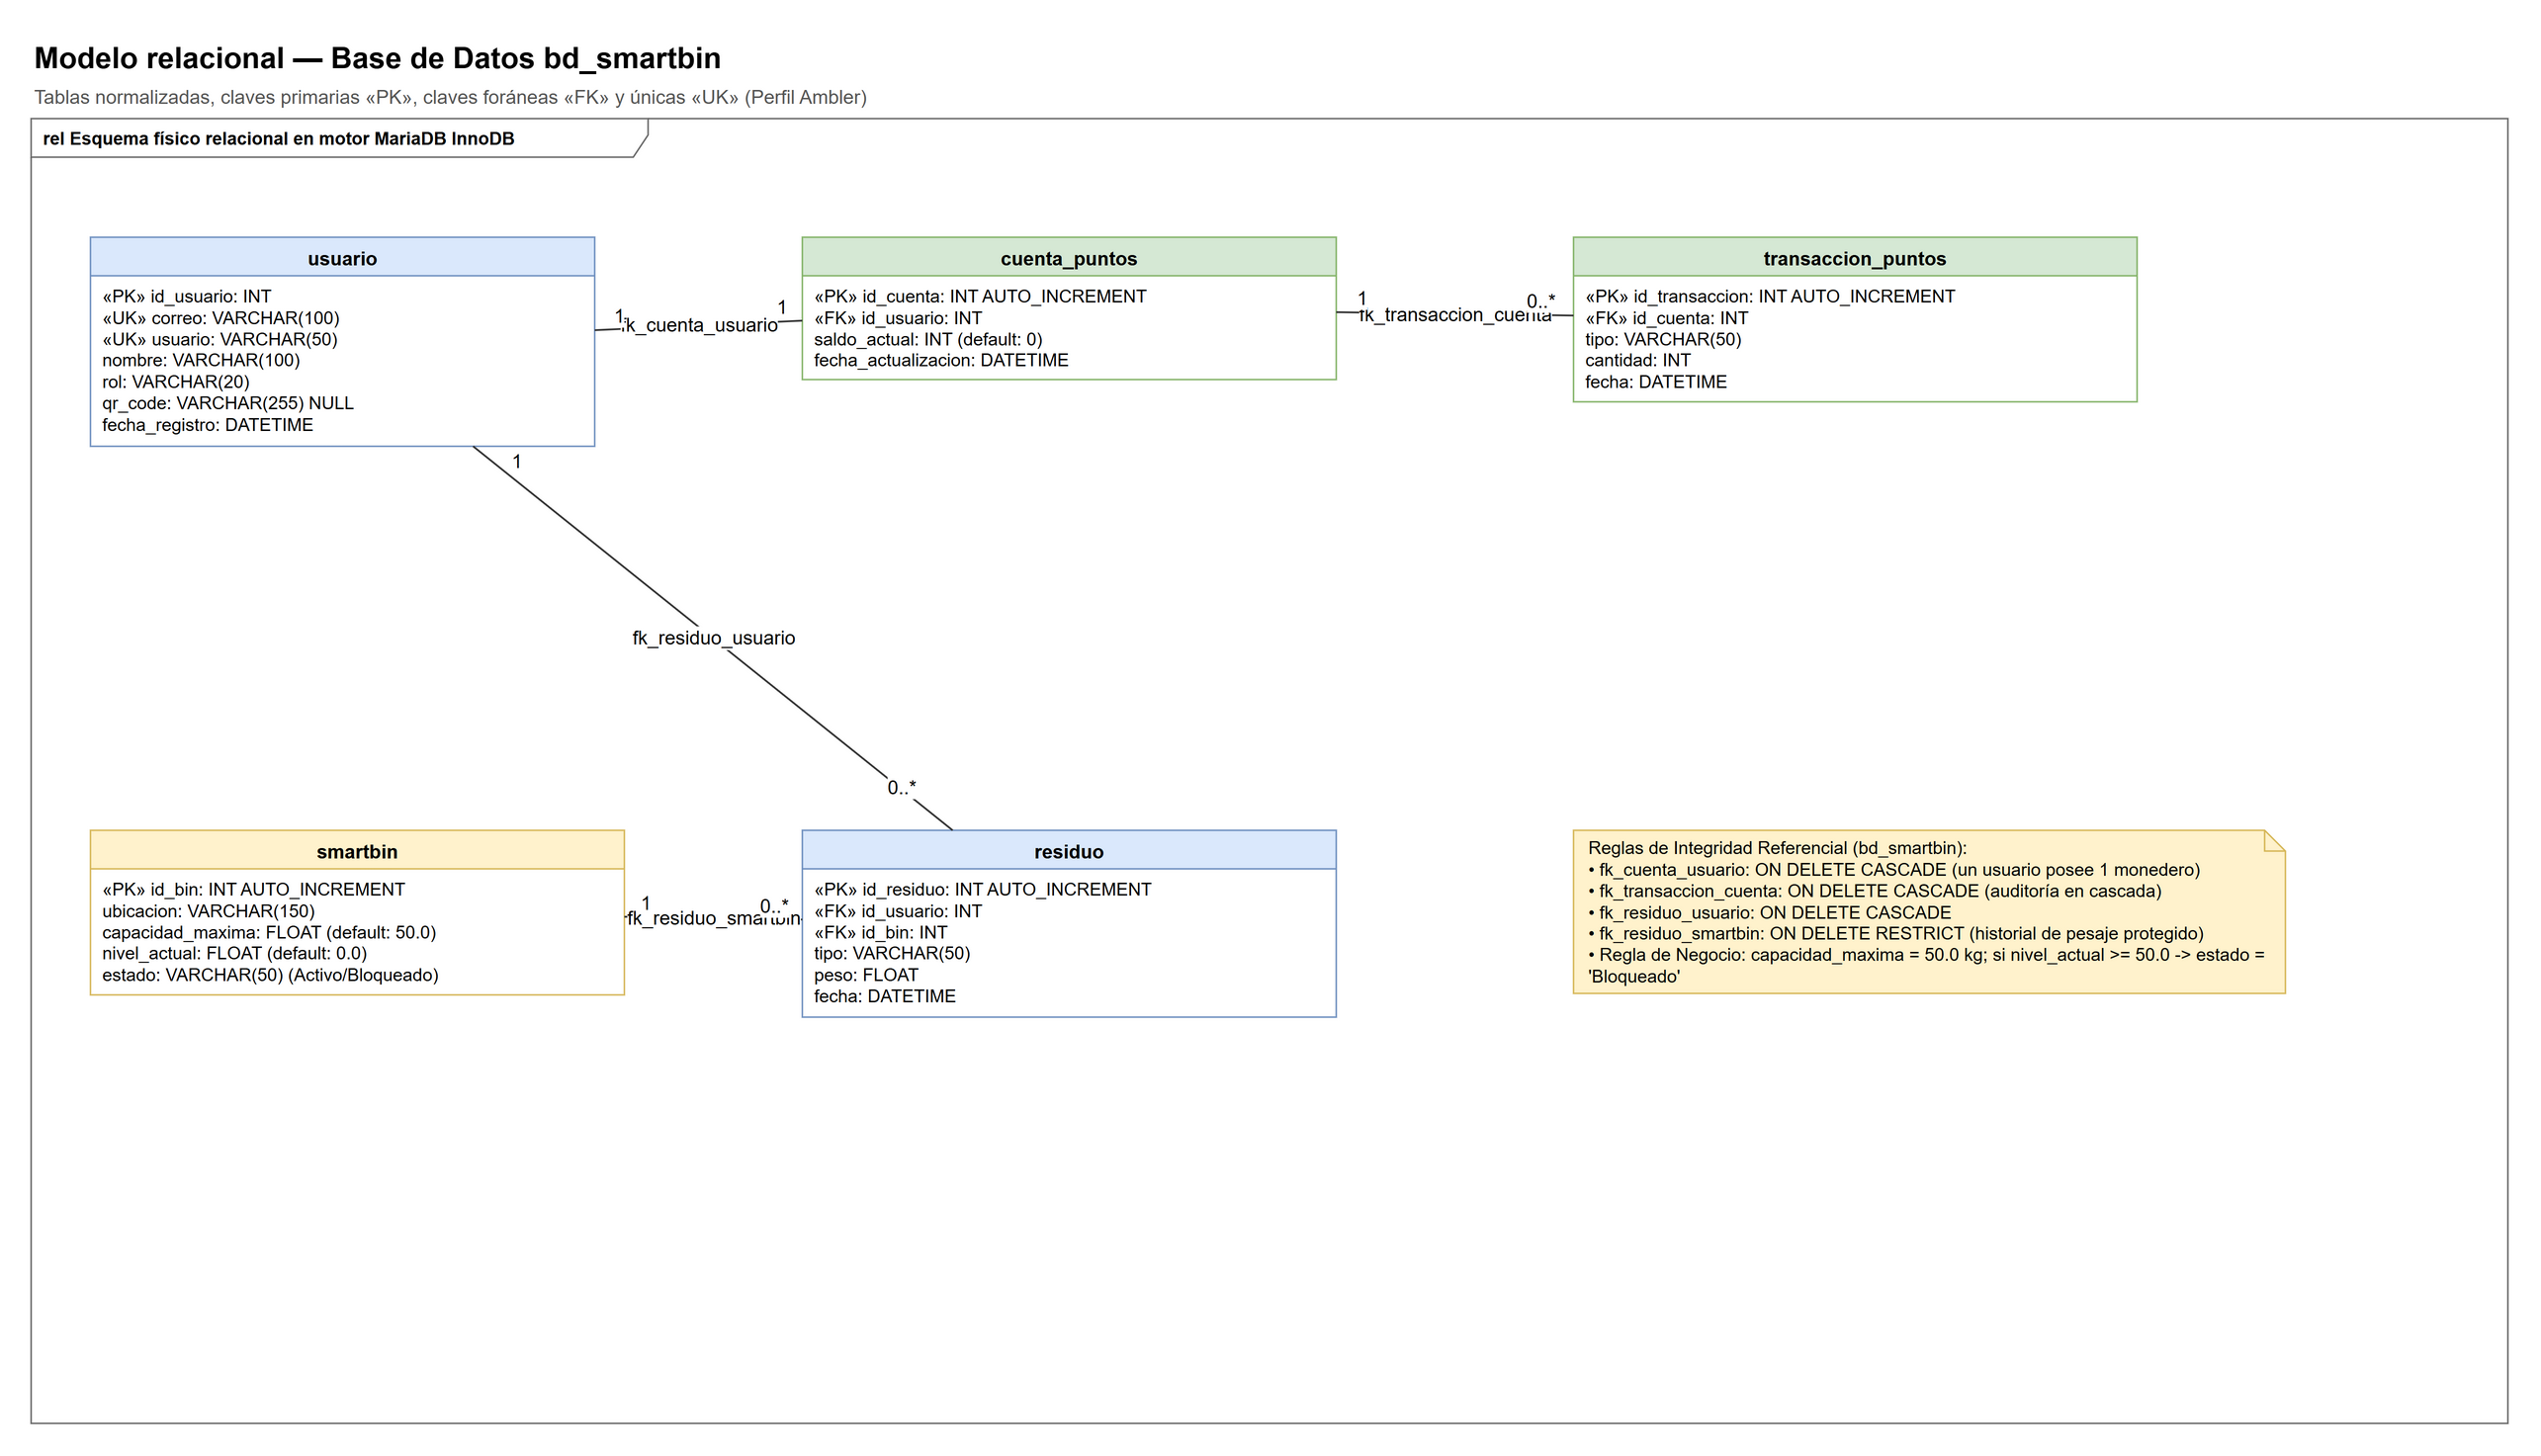 Modelo relacional — Base de Datos bd_smartbin
Tablas normalizadas, claves primarias «PK», claves foráneas «FK» y únicas «UK» (Perfil Ambler)
rel Esquema físico relacional en motor MariaDB InnoDB
usuario
«PK» id_usuario: INT
«UK» correo: VARCHAR(100)
«UK» usuario: VARCHAR(50)
nombre: VARCHAR(100)
rol: VARCHAR(20)
qr_code: VARCHAR(255) NULL
fecha_registro: DATETIME
1
fk_cuenta_usuario
1
cuenta_puntos
«PK» id_cuenta: INT AUTO_INCREMENT
«FK» id_usuario: INT
saldo_actual: INT (default: 0)
fecha_actualizacion: DATETIME
1
fk_transaccion_cuenta
0..*
transaccion_puntos
«PK» id_transaccion: INT AUTO_INCREMENT
«FK» id_cuenta: INT
tipo: VARCHAR(50)
cantidad: INT
fecha: DATETIME
1
fk_residuo_usuario
0..*
smartbin
«PK» id_bin: INT AUTO_INCREMENT
ubicacion: VARCHAR(150)
capacidad_maxima: FLOAT (default: 50.0)
nivel_actual: FLOAT (default: 0.0)
estado: VARCHAR(50) (Activo/Bloqueado)
1
fk_residuo_smartbin
0..*
residuo
«PK» id_residuo: INT AUTO_INCREMENT
«FK» id_usuario: INT
«FK» id_bin: INT
tipo: VARCHAR(50)
peso: FLOAT
fecha: DATETIME
Reglas de Integridad Referencial (bd_smartbin):
• fk_cuenta_usuario: ON DELETE CASCADE (un usuario posee 1 monedero)
• fk_transaccion_cuenta: ON DELETE CASCADE (auditoría en cascada)
• fk_residuo_usuario: ON DELETE CASCADE
• fk_residuo_smartbin: ON DELETE RESTRICT (historial de pesaje protegido)
• Regla de Negocio: capacidad_maxima = 50.0 kg; si nivel_actual >= 50.0 -> estado =
'Bloqueado'